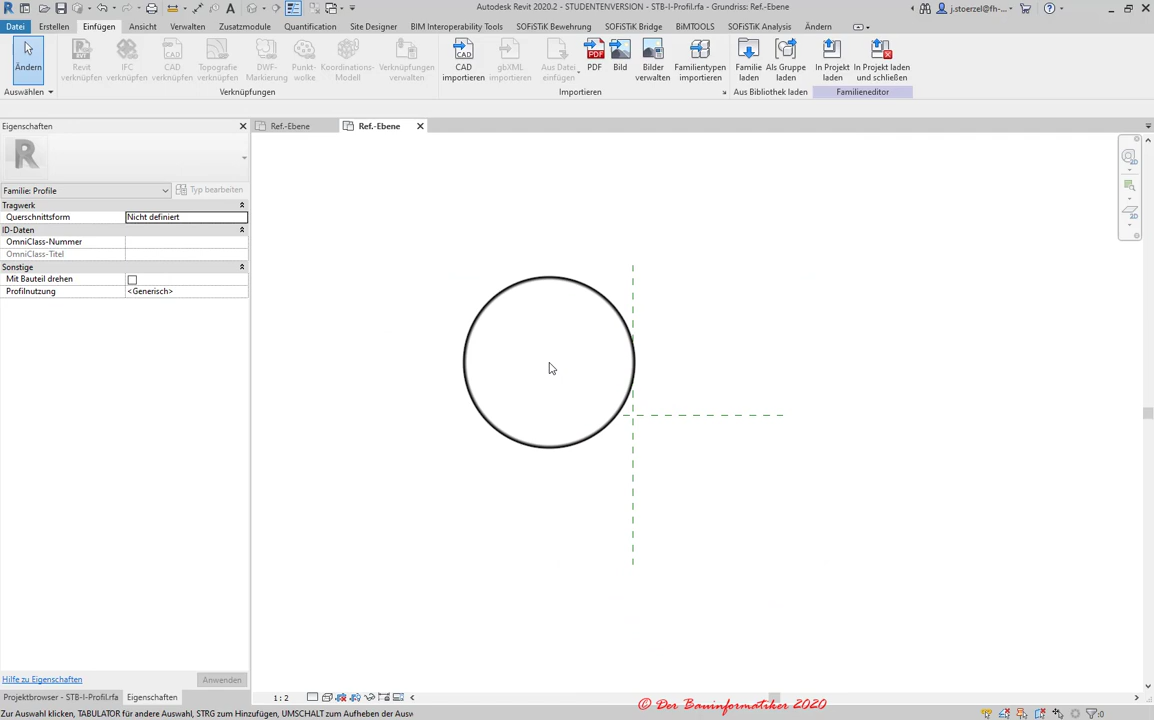 Autodesk Revit 2020.2 - STUDENTENVERSION - STB-I-Profil.rfa - Grundriss: Ref.-Ebene
j.stoerzel@fh-...
Datei Erstellen Einfügen Ansicht Verwalten Zusatzmodule Quantification Site Designer BIM Interoperability Tools SOFiSTiK Bewehrung SOFiSTiK Bridge BiMTOOLS SOFiSTiK Analysis Ändern
Ändern
Revit verknüpfen
IFC verknüpfen
CAD verknüpfen
Topografie verknüpfen
DWF-Markierung
Punkt-wolke
Koordinations-Modell
Verknüpfungen verwalten
CAD importieren
gbXML importieren
Aus Datei einfügen
PDF
Bild
Bilder verwalten
Familientypen importieren
Familie laden
Als Gruppe laden
In Projekt laden
In Projekt laden und schließen
Auswählen
Verknüpfungen
Importieren
Aus Bibliothek laden
Familieneditor
Eigenschaften
Ref.-Ebene
Ref.-Ebene
Familie: Profile
Typ bearbeiten
Tragwerk
Querschnittsform Nicht definiert
ID-Daten
OmniClass-Nummer
OmniClass-Titel
Sonstige
Mit Bauteil drehen
Profilnutzung <Generisch>
2D
2D
Hilfe zu Eigenschaften
Anwenden
Projektbrowser - STB-I-Profil.rfa Eigenschaften
1 : 2
© Der Bauinformatiker 2020
Zur Auswahl klicken, TABULATOR für andere Auswahl, STRG zum Hinzufügen, UMSCHALT zum Aufheben der Ausw
:0